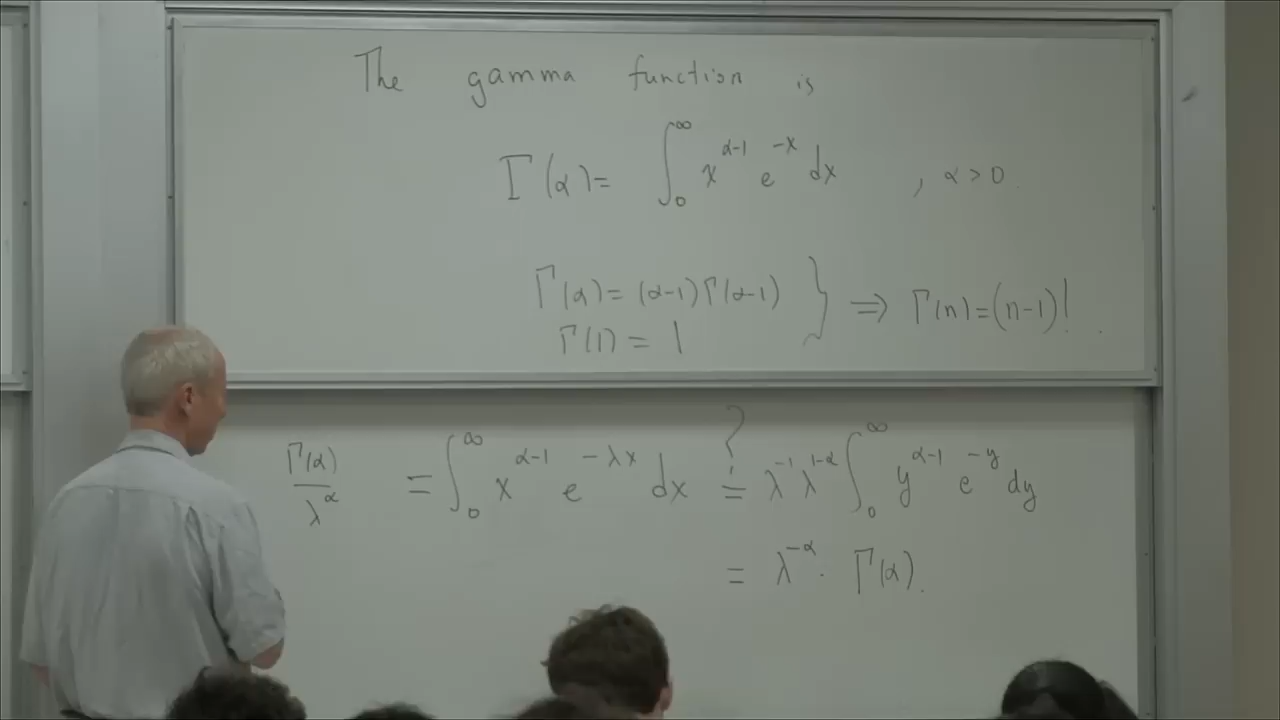 The gamma function is
Γ(α) = ∫₀^∞ x^{α-1} e^{-x} dx , α > 0
Γ(α) = (α-1)Γ(α-1)
Γ(1) = 1
} ⇒ Γ(n) = (n-1)! .
Γ(α)/λ^α = ∫₀^∞ x^{α-1} e^{-λx} dx ?= λ^{-1} λ^{1-α} ∫₀^∞ y^{α-1} e^{-y} dy
= λ^{-α} · Γ(α).